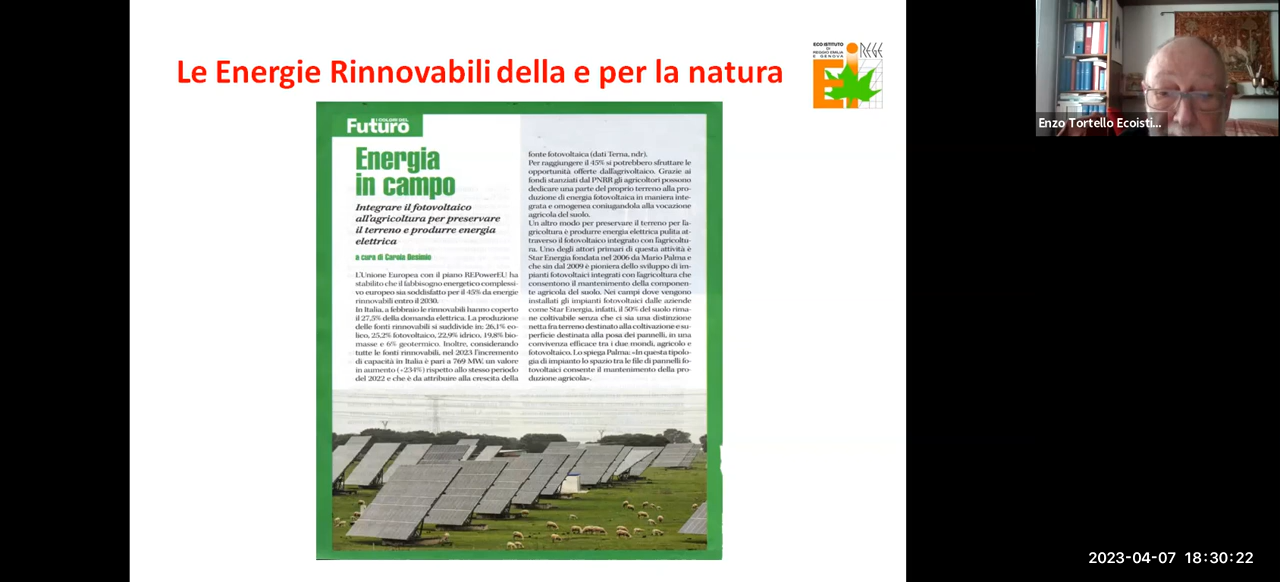 Le Energie Rinnovabili della e per la natura
ECO ISTITUTO
DI
REGGIO EMILIA
E GENOVA
REGE
I COLORI DEL
Futuro
Energia
in campo
Integrare il fotovoltaico
all'agricoltura per preservare
il terreno e produrre energia
elettrica
a cura di Carola Desimio
L'Unione Europea con il piano REPowerEU ha
stabilito che il fabbisogno energetico complessi-
vo europeo sia soddisfatto per il 45% da energie
rinnovabili entro il 2030.
In Italia, a febbraio le rinnovabili hanno coperto
il 27,5% della domanda elettrica. La produzione
delle fonti rinnovabili si suddivide in: 26,1% eo-
lico, 25,2% fotovoltaico, 22,9% idrico, 19,8% bio-
masse e 6% geotermico. Inoltre, considerando
tutte le fonti rinnovabili, nel 2023 l'incremento
di capacità in Italia è pari a 769 MW, un valore
in aumento (+234%) rispetto allo stesso periodo
del 2022 e che è da attribuire alla crescita della
fonte fotovoltaica (dati Terna, ndr).
Per raggiungere il 45% si potrebbero sfruttare le
opportunità offerte dall'agrivoltaico. Grazie ai
fondi stanziati dal PNRR gli agricoltori possono
dedicare una parte del proprio terreno alla pro-
duzione di energia fotovoltaica in maniera inte-
grata e omogenea coniugandola alla vocazione
agricola del suolo.
Un altro modo per preservare il terreno per l'a-
gricoltura è produrre energia elettrica pulita at-
traverso il fotovoltaico integrato con l'agricoltu-
ra. Uno degli attori primari di questa attività è
Star Energia fondata nel 2006 da Mario Palma e
che sin dal 2009 è pioniera dello sviluppo di im-
pianti fotovoltaici integrati con l'agricoltura che
consentono il mantenimento della componen-
te agricola del suolo. Nei campi dove vengono
installati gli impianti fotovoltaici dalle aziende
come Star Energia, infatti, il 50% del suolo rima-
ne coltivabile senza che ci sia una distinzione
netta fra terreno destinato alla coltivazione e su-
perficie destinata alla posa dei pannelli, in una
convivenza efficace tra i due mondi, agricolo e
fotovoltaico. Lo spiega Palma: «In questa tipolo-
gia di impianto lo spazio tra le file di pannelli fo-
tovoltaici consente il mantenimento della pro-
duzione agricola».
Enzo Tortello Ecoisti...
2023-04-07 18:30:22